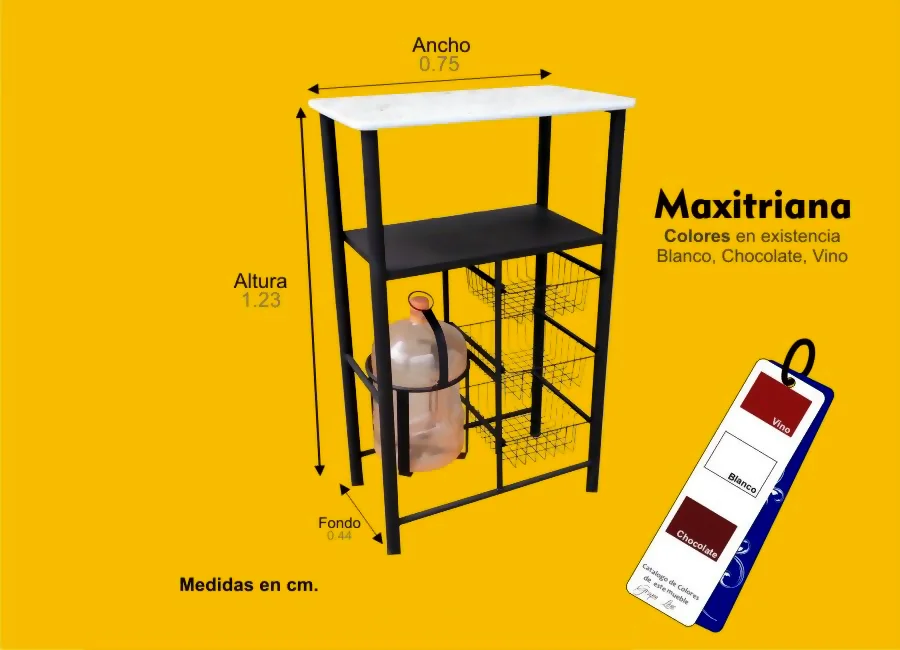 Ancho
0.75
Altura
1.23
Maxitriana
Colores en existencia
Blanco, Chocolate, Vino
Vino
Blanco
Chocolate
Catalogo de Colores
de este mueble
Fondo
0.44
Medidas en cm.